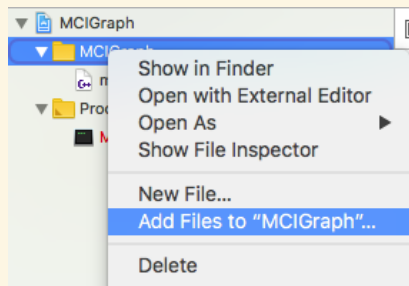 MCIGraph
MCIGraph
Show in Finder
Open with External Editor
Open As
Show File Inspector
New File...
Add Files to “MCIGraph”...
Delete